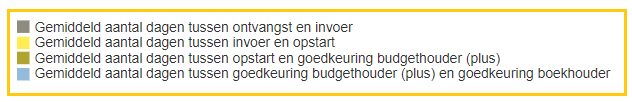 Gemiddeld aantal dagen tussen ontvangst en invoer
Gemiddeld aantal dagen tussen invoer en opstart
Gemiddeld aantal dagen tussen opstart en goedkeuring budgethouder (plus)
Gemiddeld aantal dagen tussen goedkeuring budgethouder (plus) en goedkeuring boekhouder